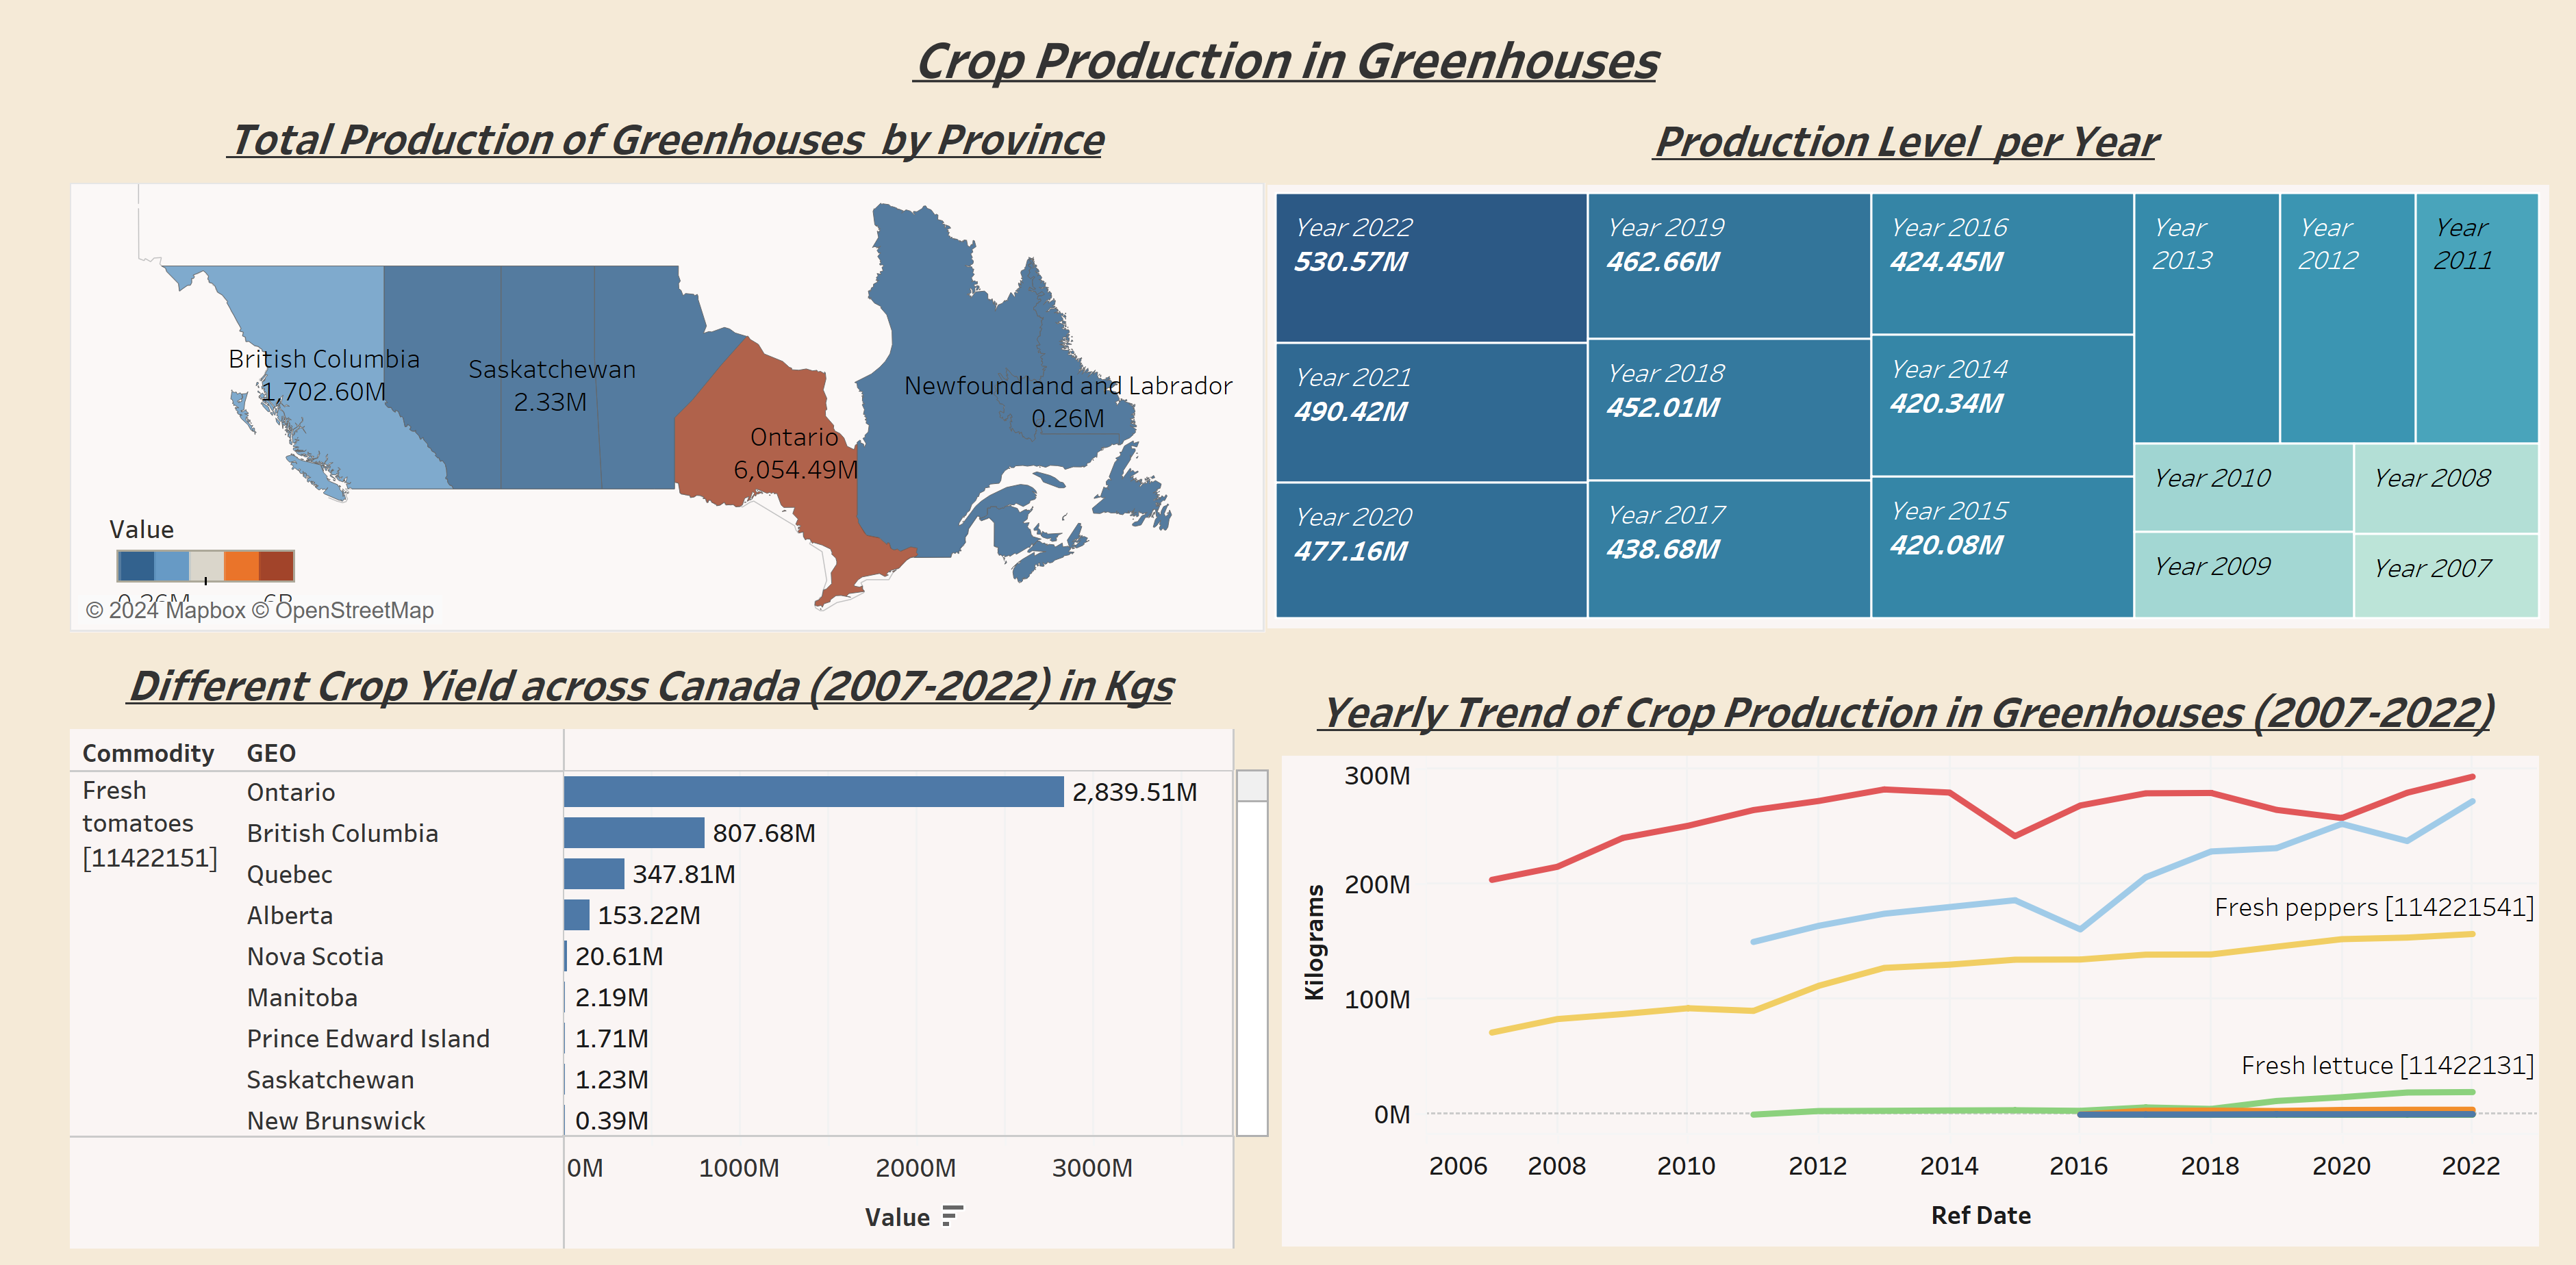 Crop Production in Greenhouses
Total Production of Greenhouses by Province
Production Level per Year
British Columbia
1,702.60M
Saskatchewan
2.33M
Ontario
6,054.49M
Newfoundland and Labrador
0.26M
Value
© 2024 Mapbox © OpenStreetMap
Year 2022
530.57M
Year 2021
490.42M
Year 2020
477.16M
Year 2019
462.66M
Year 2018
452.01M
Year 2017
438.68M
Year 2016
424.45M
Year 2014
420.34M
Year 2015
420.08M
Year
2013
Year
2012
Year
2011
Year 2010
Year 2008
Year 2009
Year 2007
Different Crop Yield across Canada (2007-2022) in Kgs
Commodity GEO
Fresh
tomatoes
[11422151]
Ontario 2,839.51M
British Columbia 807.68M
Quebec 347.81M
Alberta 153.22M
Nova Scotia 20.61M
Manitoba 2.19M
Prince Edward Island 1.71M
Saskatchewan 1.23M
New Brunswick 0.39M
0M 1000M 2000M 3000M
Value
Yearly Trend of Crop Production in Greenhouses (2007-2022)
Kilograms
300M
200M
100M
0M
Fresh peppers [114221541]
Fresh lettuce [11422131]
2006 2008 2010 2012 2014 2016 2018 2020 2022
Ref Date